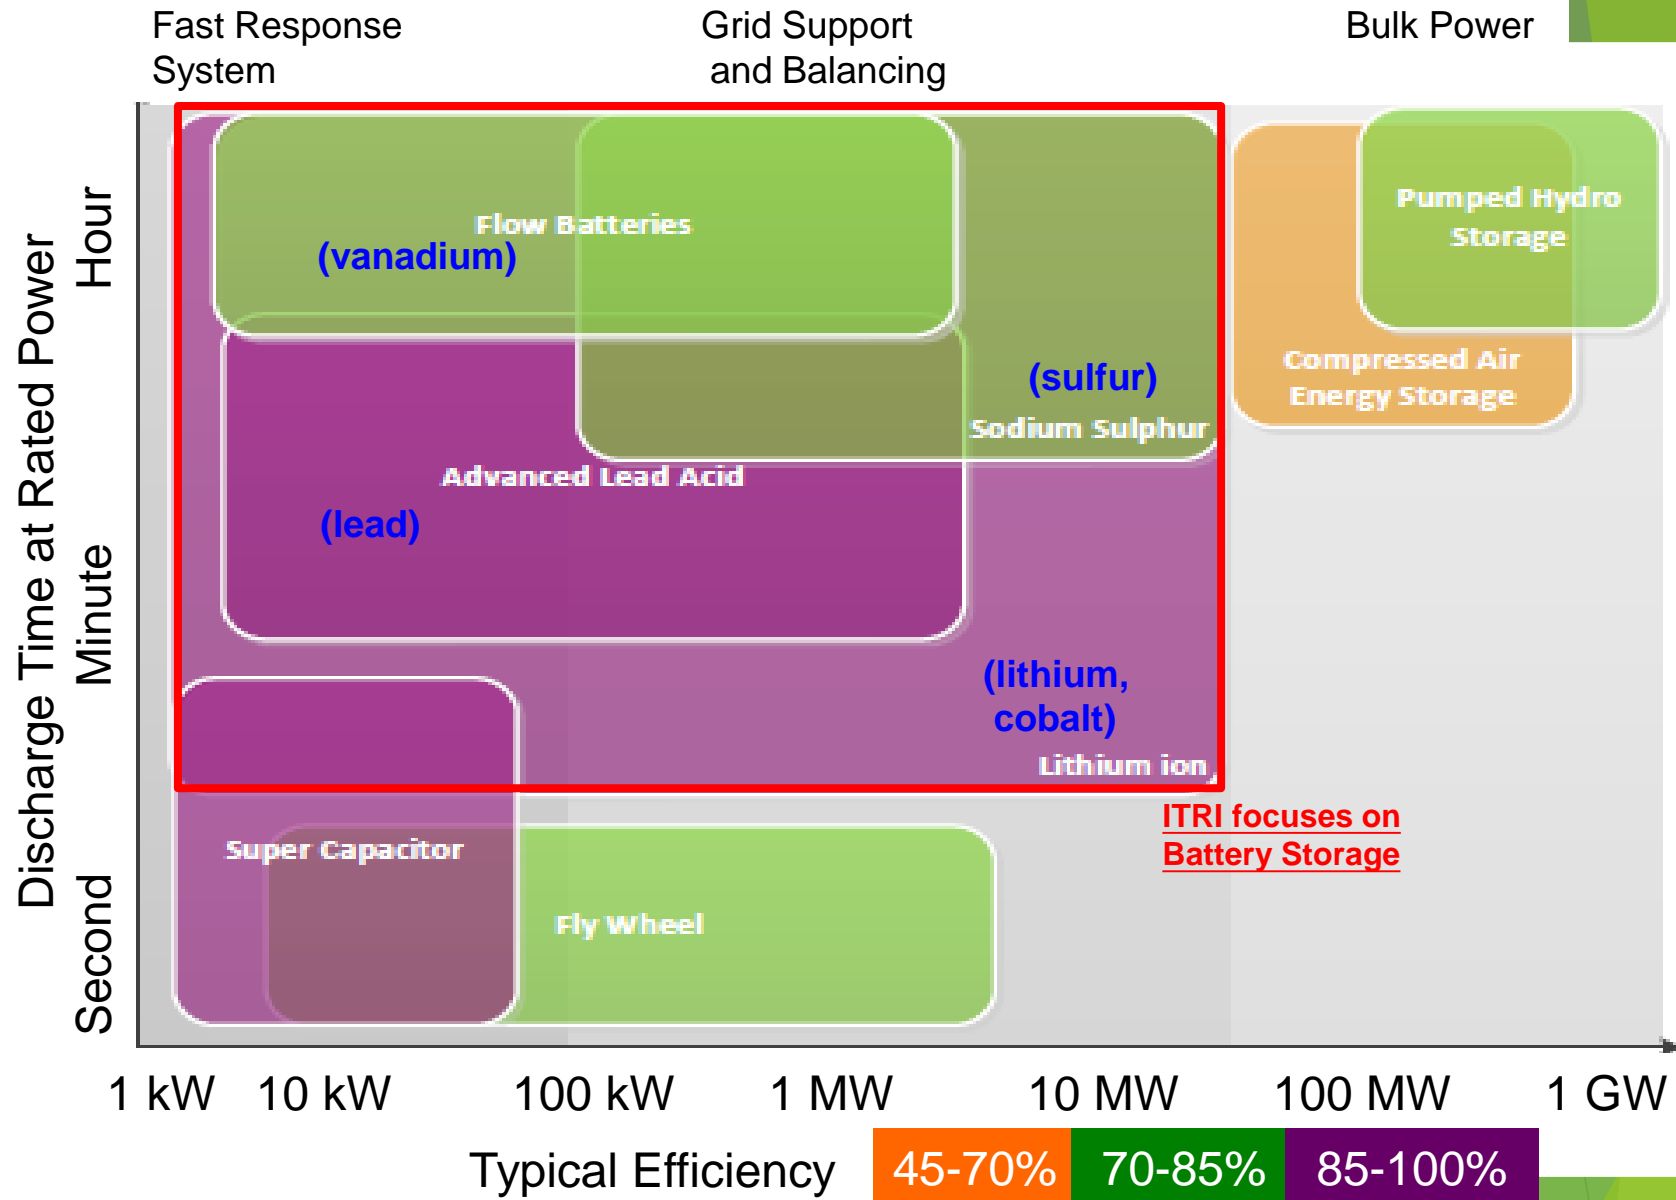 Fast Response
System
Grid Support
and Balancing
Bulk Power
Discharge Time at Rated Power
Hour
Minute
Second
Flow Batteries
(vanadium)
Pumped Hydro
Storage
Compressed Air
Energy Storage
(sulfur)
Sodium Sulphur
Advanced Lead Acid
(lead)
(lithium,
cobalt)
Lithium ion
ITRI focuses on
Battery Storage
Super Capacitor
Fly Wheel
1 kW 10 kW 100 kW 1 MW 10 MW 100 MW 1 GW
Typical Efficiency 45-70% 70-85% 85-100%